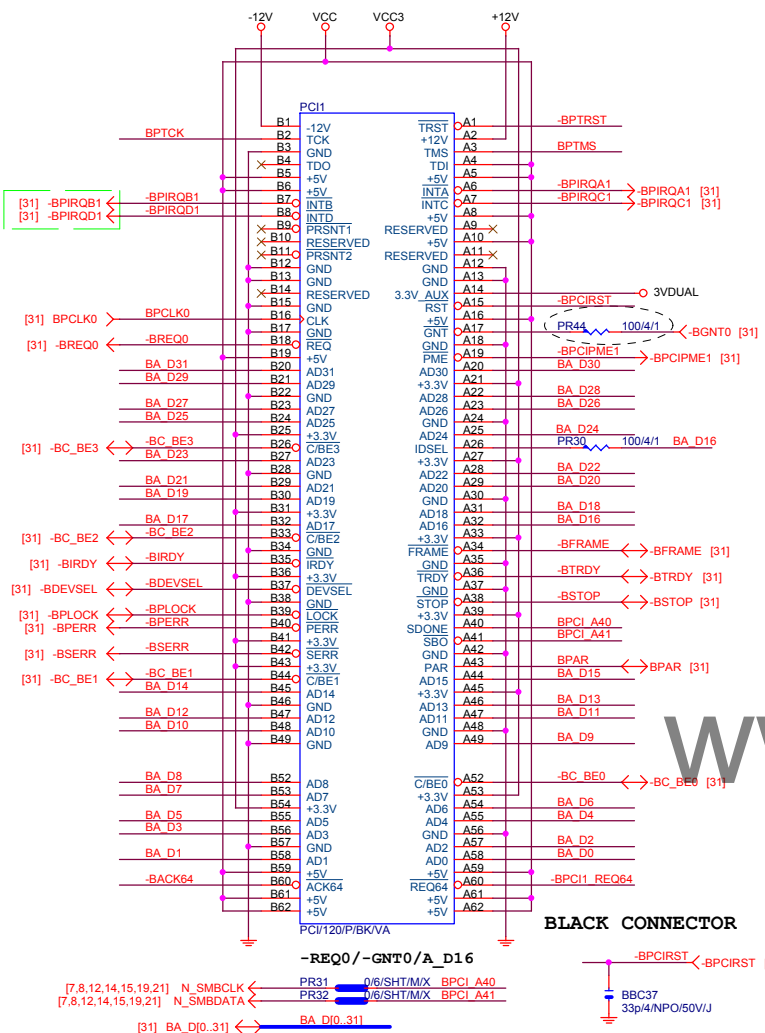 -12V VCC VCC3 +12V
PCI1
B1 -12V TRST A1 -BPTRST
BPTCK B2 TCK +12V A2
B3 GND TMS A3 BPTMS
B4 TDO TDI A4
B5 +5V +5V A5
B6 +5V INTA A6 -BPIRQA1 -BPIRQA1 [31]
[31] -BPIRQB1 -BPIRQB1 B7 INTB INTC A7 -BPIRQC1 -BPIRQC1 [31]
[31] -BPIRQD1 -BPIRQD1 B8 INTD +5V A8
B9 PRSNT1 RESERVED A9
B10 RESERVED +5V A10
B11 PRSNT2 RESERVED A11
B12 GND GND A12
B13 GND GND A13
B14 RESERVED 3.3V_AUX A14 3VDUAL
B15 GND RST A15 -BPCIRST
[31] BPCLK0 BPCLK0 B16 CLK +5V A16
B17 GND GNT A17 PR44 100/4/1 -BGNT0 [31]
[31] -BREQ0 -BREQ0 B18 REQ GND A18
B19 +5V PME A19 -BPCIPME1 -BPCIPME1 [31]
BA_D31 B20 AD31 AD30 A20 BA_D30
BA_D29 B21 AD29 +3.3V A21
B22 GND AD28 A22 BA_D28
BA_D27 B23 AD27 AD26 A23 BA_D26
BA_D25 B24 AD25 GND A24
B25 +3.3V AD24 A25 BA_D24
[31] -BC_BE3 -BC_BE3 B26 C/BE3 IDSEL A26 PR30 100/4/1 BA_D16
BA_D23 B27 AD23 +3.3V A27
B28 GND AD22 A28 BA_D22
BA_D21 B29 AD21 AD20 A29 BA_D20
BA_D19 B30 AD19 GND A30
B31 +3.3V AD18 A31 BA_D18
BA_D17 B32 AD17 AD16 A32 BA_D16
[31] -BC_BE2 -BC_BE2 B33 C/BE2 +3.3V A33
B34 GND FRAME A34 -BFRAME -BFRAME [31]
[31] -BIRDY -BIRDY B35 IRDY GND A35
B36 +3.3V TRDY A36 -BTRDY -BTRDY [31]
[31] -BDEVSEL -BDEVSEL B37 DEVSEL GND A37
B38 GND STOP A38 -BSTOP -BSTOP [31]
[31] -BPLOCK -BPLOCK B39 LOCK +3.3V A39
[31] -BPERR -BPERR B40 PERR SDONE A40 BPCI_A40
B41 +3.3V SBO A41 BPCI_A41
[31] -BSERR -BSERR B42 SERR GND A42
B43 +3.3V PAR A43 BPAR BPAR [31]
[31] -BC_BE1 -BC_BE1 B44 C/BE1 AD15 A44 BA_D15
BA_D14 B45 AD14 +3.3V A45
B46 GND AD13 A46 BA_D13
BA_D12 B47 AD12 AD11 A47 BA_D11
BA_D10 B48 AD10 GND A48
B49 GND AD9 A49 BA_D9
BA_D8 B52 AD8 C/BE0 A52 -BC_BE0 -BC_BE0 [31]
BA_D7 B53 AD7 +3.3V A53
B54 +3.3V AD6 A54 BA_D6
BA_D5 B55 AD5 AD4 A55 BA_D4
BA_D3 B56 AD3 GND A56
B57 GND AD2 A57 BA_D2
BA_D1 B58 AD1 AD0 A58 BA_D0
B59 +5V +5V A59
-BACK64 B60 ACK64 REQ64 A60 -BPCI1_REQ64
B61 +5V +5V A61
B62 +5V +5V A62
PCI/120/P/BK/VA
BLACK CONNECTOR
-REQ0/-GNT0/A_D16
-BPCIRST -BPCIRST
[7,8,12,14,15,19,21] N_SMBCLK PR31 0/6/SHT/M/X BPCI_A40
[7,8,12,14,15,19,21] N_SMBDATA PR32 0/6/SHT/M/X BPCI_A41
BBC37
33p/4/NPO/50V/J
[31] BA_D[0..31] BA_D[0..31]